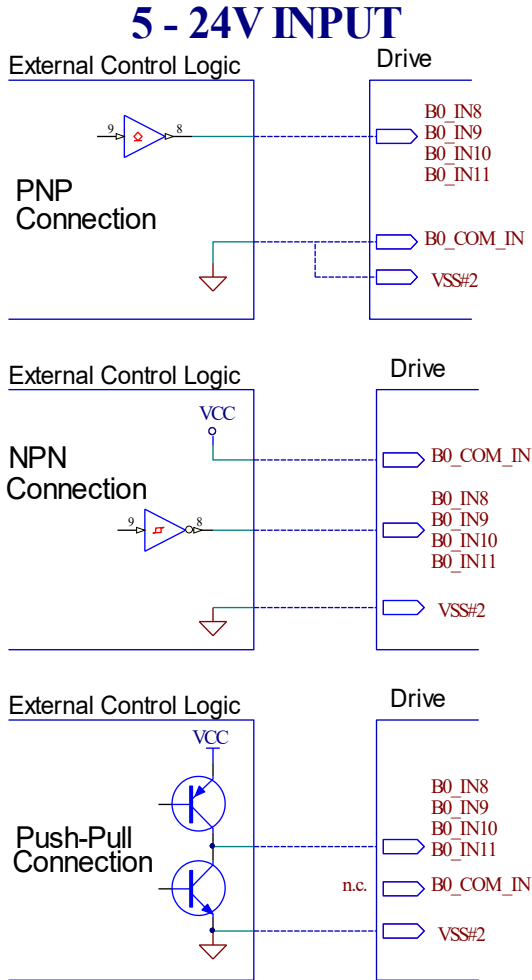 5 - 24V INPUT
External Control Logic
Drive
9
8
B0_IN8
B0_IN9
B0_IN10
B0_IN11
PNP
Connection
B0_COM_IN
VSS#2
External Control Logic
Drive
VCC
B0_COM_IN
NPN
Connection
9
8
B0_IN8
B0_IN9
B0_IN10
B0_IN11
VSS#2
External Control Logic
Drive
VCC
B0_IN8
B0_IN9
B0_IN10
B0_IN11
Push-Pull
Connection
n.c.
B0_COM_IN
VSS#2